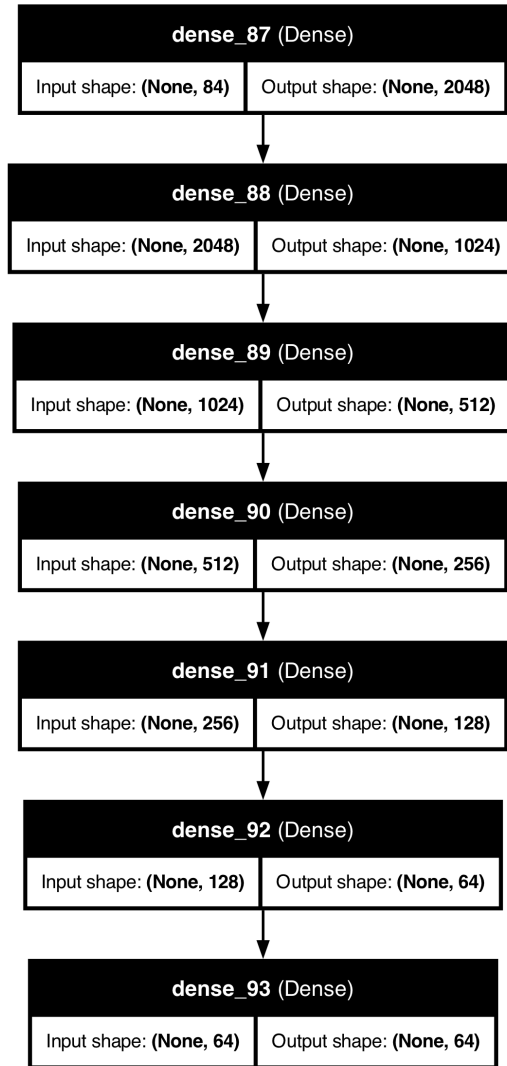 dense_87 (Dense)
Input shape: (None, 84) Output shape: (None, 2048)
dense_88 (Dense)
Input shape: (None, 2048) Output shape: (None, 1024)
dense_89 (Dense)
Input shape: (None, 1024) Output shape: (None, 512)
dense_90 (Dense)
Input shape: (None, 512) Output shape: (None, 256)
dense_91 (Dense)
Input shape: (None, 256) Output shape: (None, 128)
dense_92 (Dense)
Input shape: (None, 128) Output shape: (None, 64)
dense_93 (Dense)
Input shape: (None, 64) Output shape: (None, 64)